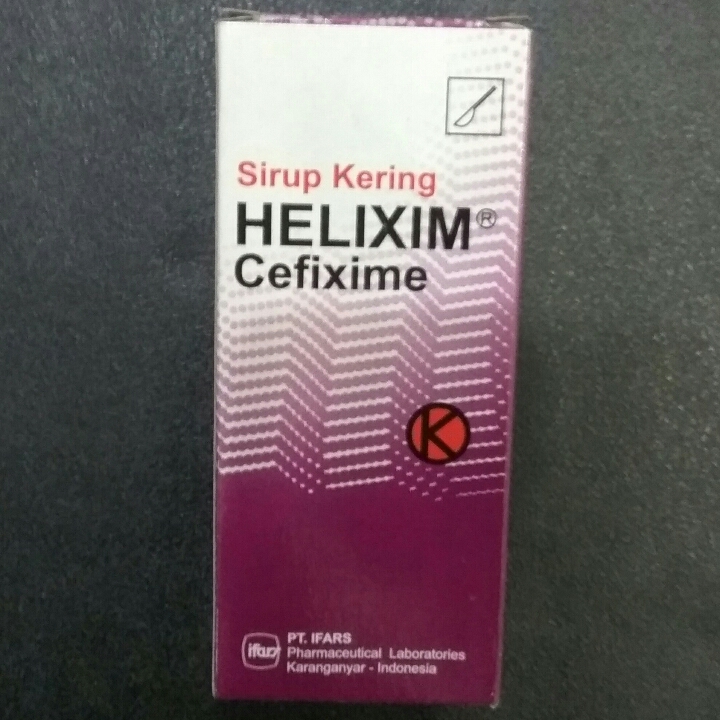 Sirup Kering
HELIXIM®
Cefixime
K
ifars
PT. IFARS
Pharmaceutical Laboratories
Karanganyar - Indonesia